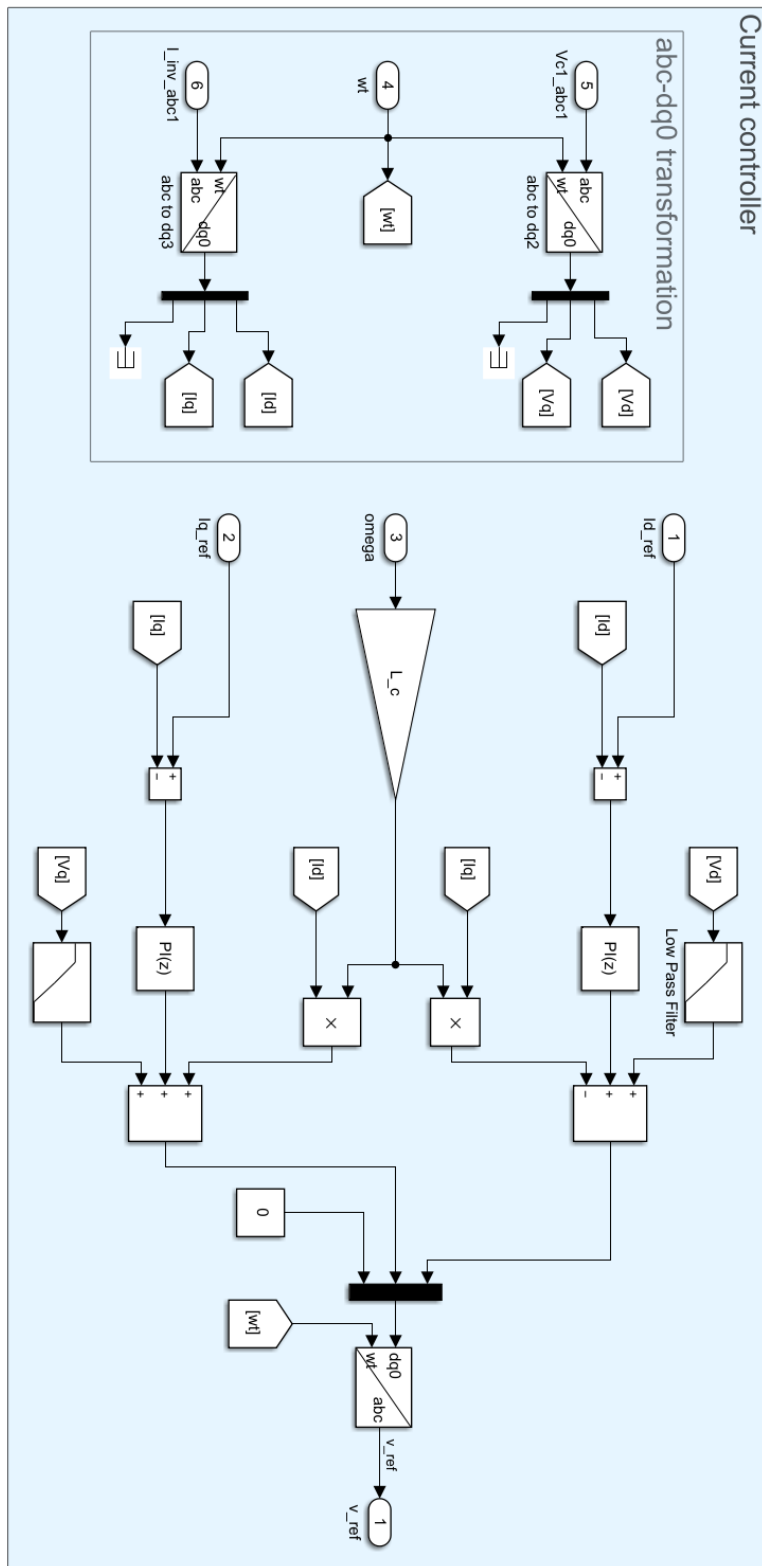 Current controller
abc-dq0 transformation
5
Vc1_abc1
abc
wt
dq0
abc to dq2
[Vd]
[Vq]
4
wt
[wt]
6
I_inv_abc1
wt
abc
dq0
abc to dq3
[Id]
[Iq]
1
Id_ref
[Id]
+
−
PI(z)
[Vd]
Low Pass Filter
+
+
−
3
omega
L_c
[Iq]
×
[Id]
×
2
Iq_ref
[Iq]
+
−
PI(z)
[Vq]
+
+
+
0
[wt]
dq0
wt
abc
v_ref
1
v_ref